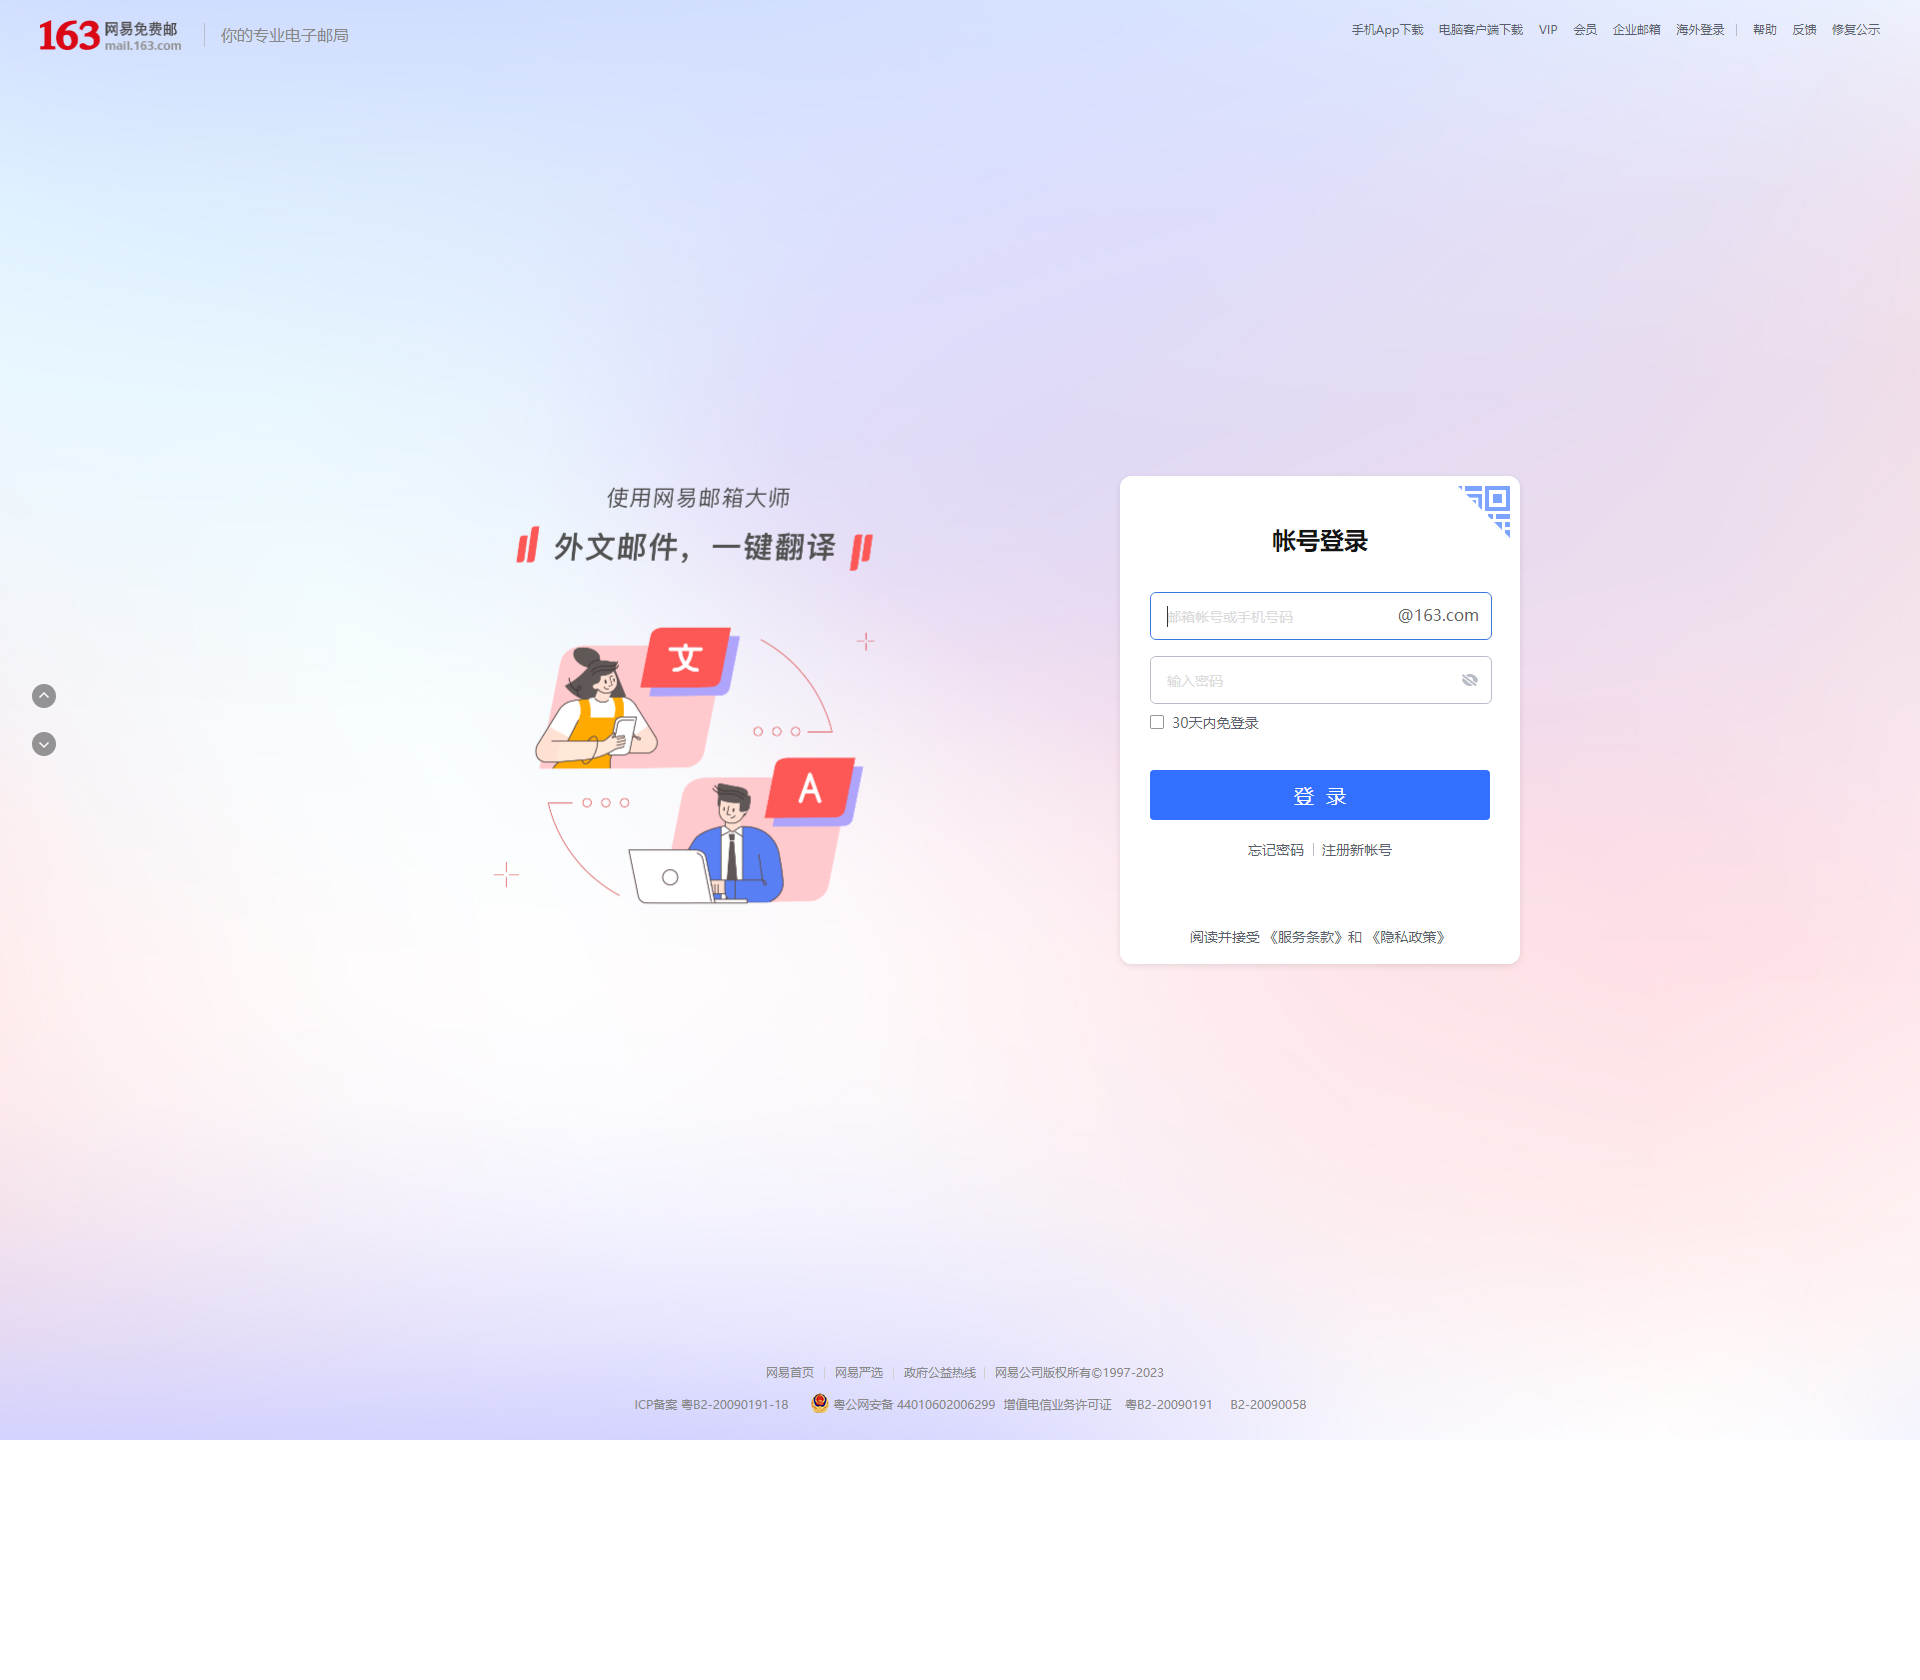 163 网易免费邮 mail.163.com 你的专业电子邮局
手机App下载 电脑客户端下载 VIP 会员 企业邮箱 海外登录 帮助 反馈 修复公示
使用网易邮箱大师
外文邮件，一键翻译
文
A
帐号登录
邮箱帐号或手机号码 @163.com
输入密码
30天内免登录
登 录
忘记密码 注册新帐号
阅读并接受《服务条款》和《隐私政策》
网易首页 网易严选 政府公益热线 网易公司版权所有©1997-2023
ICP备案 粤B2-20090191-18 粤公网安备 44010602006299 增值电信业务许可证 粤B2-20090191 B2-20090058